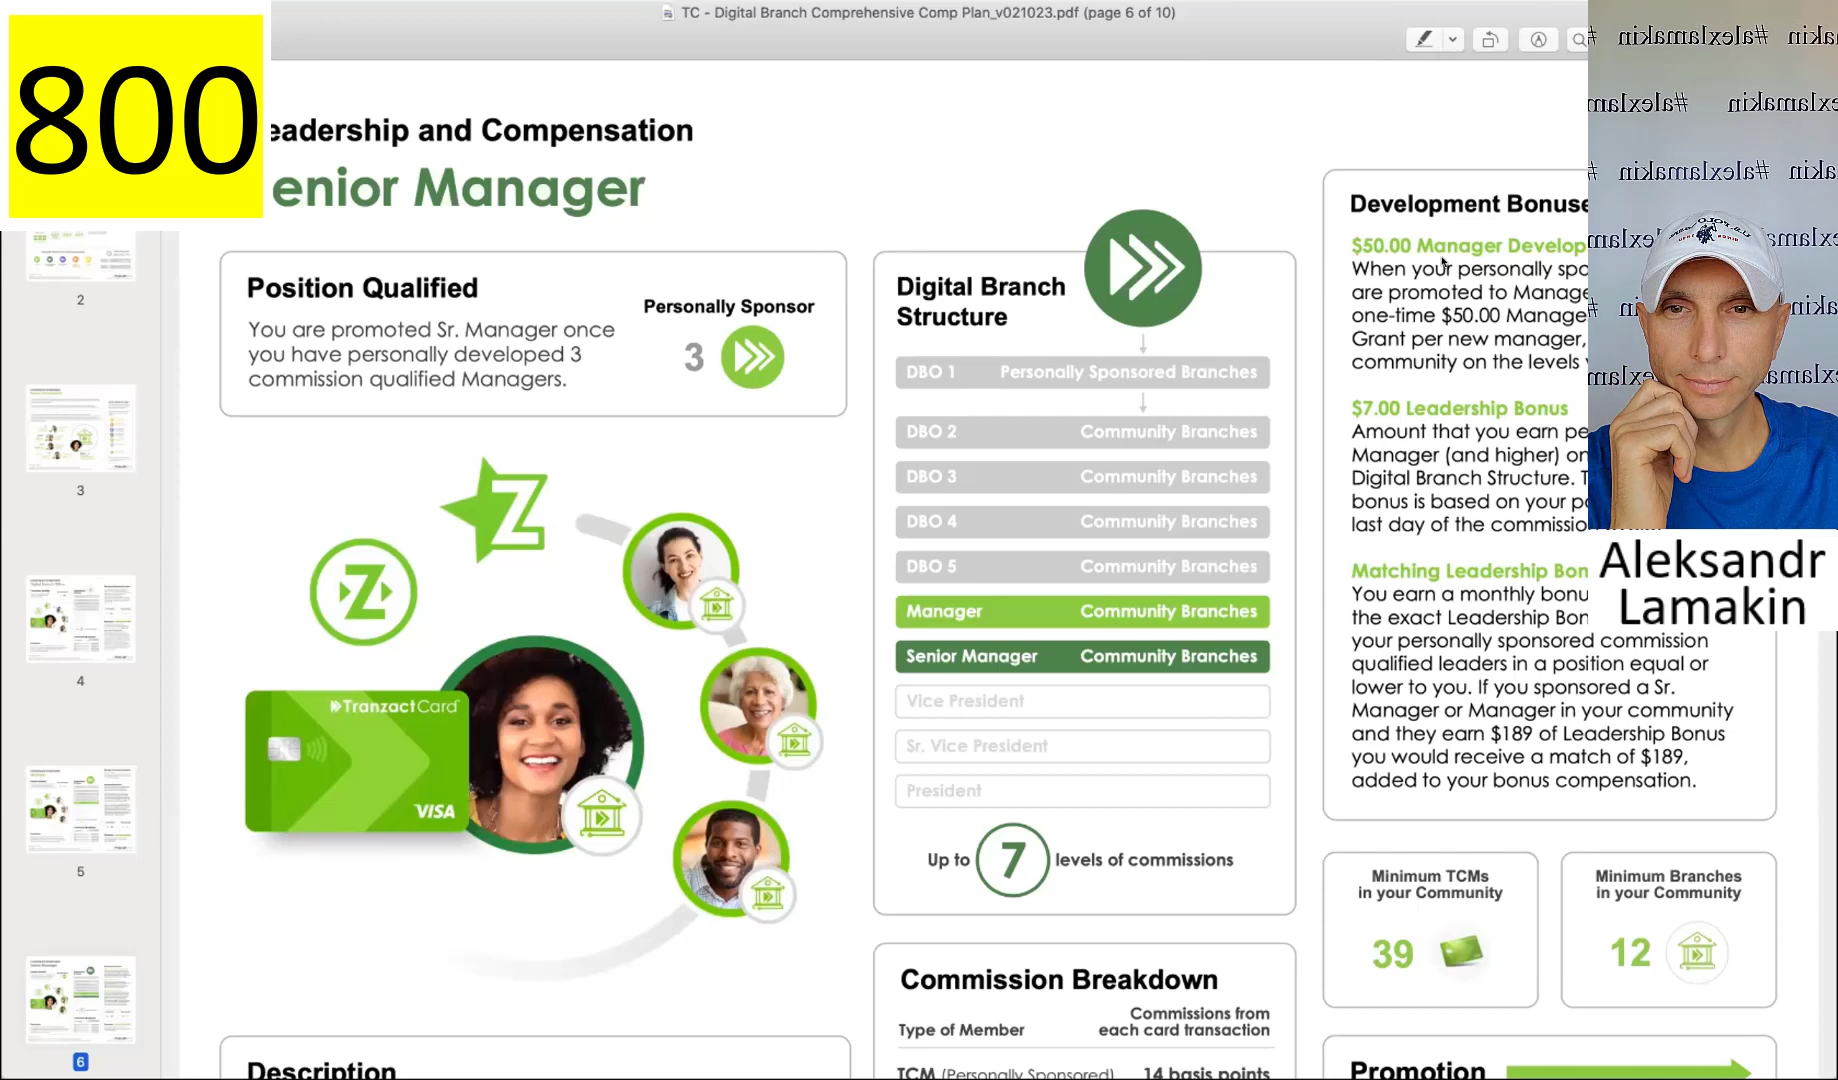 TC - Digital Branch Comprehensive Comp Plan_v021023.pdf (page 6 of 10)
800
eadership and Compensation
enior Manager
2
3
4
5
6
Position Qualified
You are promoted Sr. Manager once
you have personally developed 3
commission qualified Managers.
Personally Sponsor
3
Z
Z
TranzactCard
VISA
Digital Branch
Structure
DBO 1 Personally Sponsored Branches
DBO 2 Community Branches
DBO 3 Community Branches
DBO 4 Community Branches
DBO 5 Community Branches
Manager Community Branches
Senior Manager Community Branches
Vice President
Sr. Vice President
President
Up to 7 levels of commissions
Commission Breakdown
Type of Member
Commissions from
each card transaction
TCM (Personally Sponsored) 14 basis points
Development Bonuse
$50.00 Manager Develop
When your personally spo
are promoted to Manage
one-time $50.00 Manage
Grant per new manager,
community on the levels
$7.00 Leadership Bonus
Amount that you earn pe
Manager (and higher) on
Digital Branch Structure. T
bonus is based on your po
last day of the commissio
Matching Leadership Bon
You earn a monthly bonu
the exact Leadership Bon
your personally sponsored commission
qualified leaders in a position equal or
lower to you. If you sponsored a Sr.
Manager or Manager in your community
and they earn $189 of Leadership Bonus
you would receive a match of $189,
added to your bonus compensation.
Minimum TCMs
in your Community
39
Minimum Branches
in your Community
12
Promotion
Description
#alexlamakin
#alexlamakin
#alexlamakin
U.S. POLO
Aleksandr
Lamakin